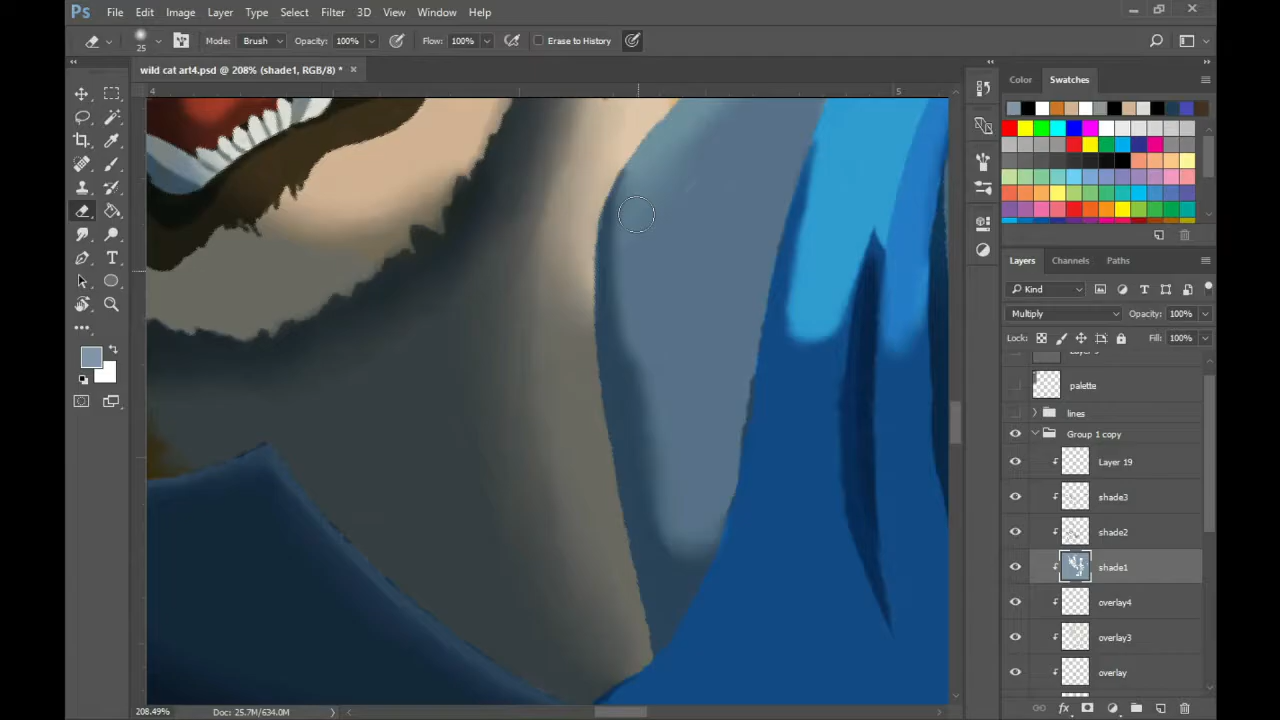 Ps File Edit Image Layer Type Select Filter 3D View Window Help
25 Mode: Brush Opacity: 100% Flow: 100% Erase to History
wild cat art4.psd @ 208% (shade1, RGB/8) *
4 5
Color Swatches
Layers Channels Paths
Kind
Multiply Opacity: 100%
Lock: Fill: 100%
palette
lines
Group 1 copy
Layer 19
shade3
shade2
shade1
overlay4
overlay3
overlay
fx
208.49% Doc: 25.7M/634.0M